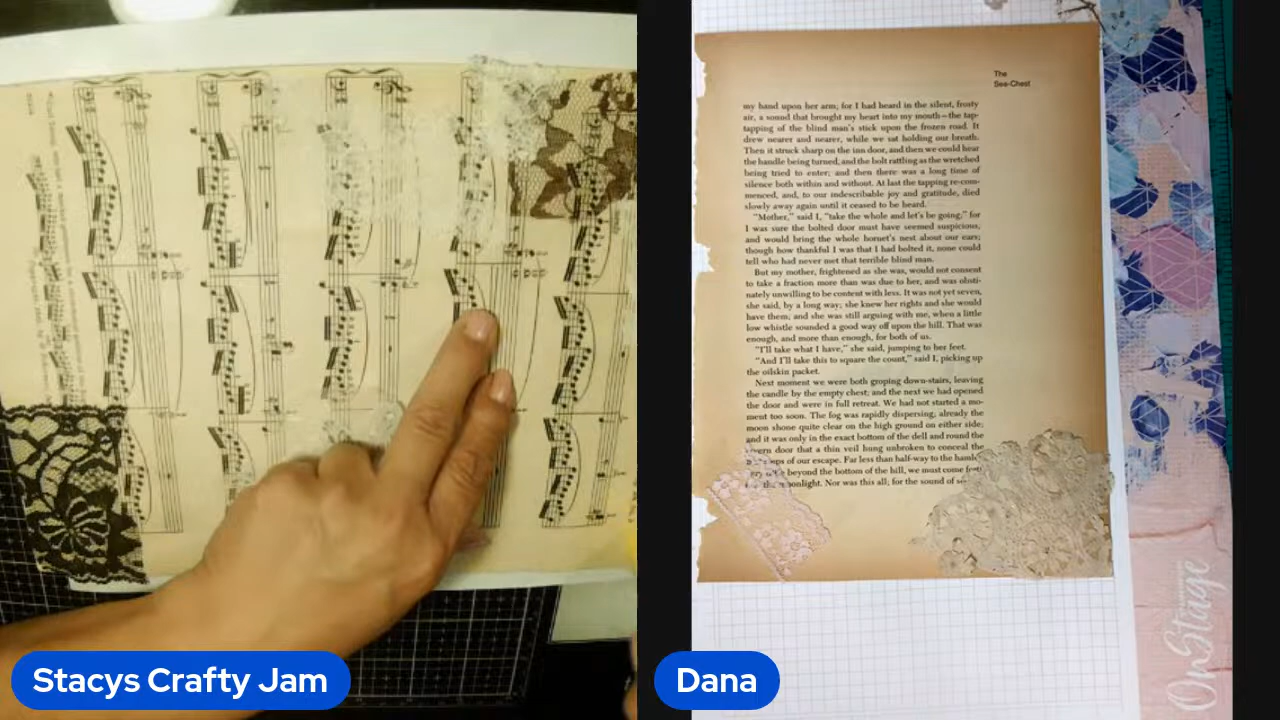 The
Sea-Chest
my hand upon her arm; for I had heard in the silent, frosty
air, a sound that brought my heart into my mouth—the tap-
tapping of the blind man's stick upon the frozen road. It
drew nearer and nearer, while we sat holding our breath.
Then it struck sharp on the inn door, and then we could hear
the handle being turned, and the bolt rattling as the wretched
being tried to enter; and then there was a long time of
silence both within and without. At last the tapping re-com-
menced, and, to our indescribable joy and gratitude, died
slowly away again until it ceased to be heard.
"Mother," said I, "take the whole and let's be going;" for
I was sure the bolted door must have seemed suspicious,
and would bring the whole hornet's nest about our ears;
though how thankful I was that I had bolted it, none could
tell who had never met that terrible blind man.
But my mother, frightened as she was, would not consent
to take a fraction more than was due to her, and was obsti-
nately unwilling to be content with less. It was not yet seven,
she said, by a long way; she knew her rights and she would
have them; and she was still arguing with me, when a little
low whistle sounded a good way off upon the hill. That was
enough, and more than enough, for both of us.
"I'll take what I have," she said, jumping to her feet.
"And I'll take this to square the count," said I, picking up
the oilskin packet.
Next moment we were both groping down-stairs, leaving
the candle by the empty chest; and the next we had opened
the door and were in full retreat. We had not started a mo-
ment too soon. The fog was rapidly dispersing; already the
moon shone quite clear on the high ground on either side;
and it was only in the exact bottom of the dell and round the
door that a thin veil hung unbroken to conceal the
of our escape. Far less than half-way to the
beyond the bottom of the hill, we must come
Nor was this all; for the sound of
OnStage
Stacys Crafty Jam
Dana